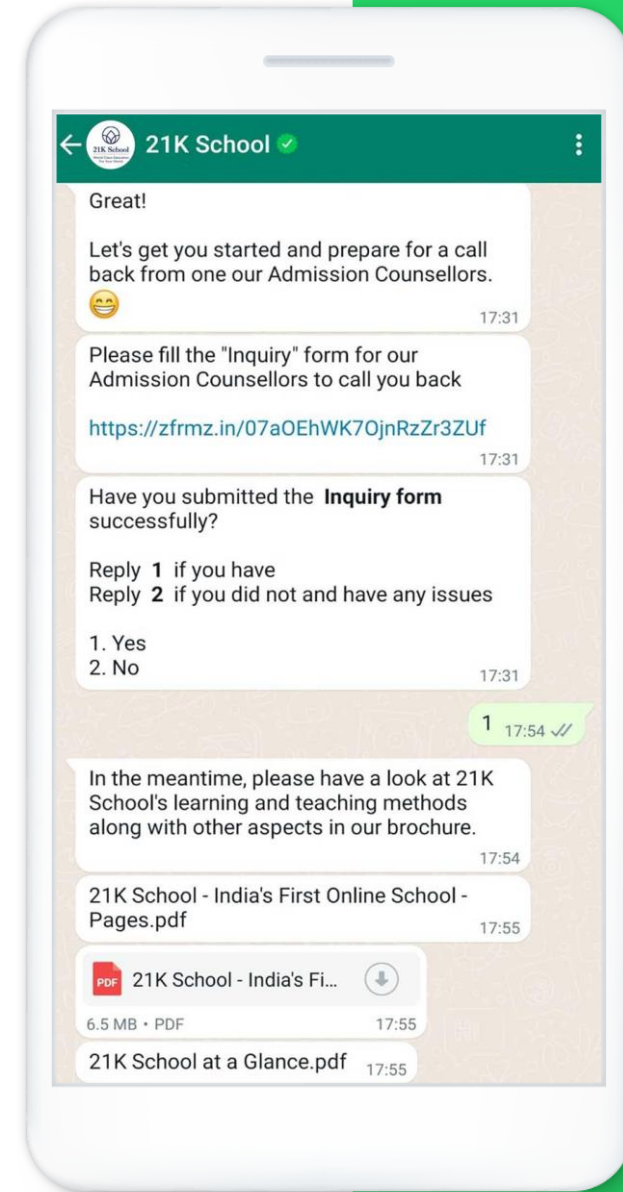 21K School
21K School
Great!
Let's get you started and prepare for a call
back from one our Admission Counsellors.
17:31
Please fill the "Inquiry" form for our
Admission Counsellors to call you back
https://zfrmz.in/07aOEhWK7OjnRzZr3ZUf
17:31
Have you submitted the Inquiry form
successfully?
Reply 1 if you have
Reply 2 if you did not and have any issues
1. Yes
2. No
17:31
1 17:54
In the meantime, please have a look at 21K
School's learning and teaching methods
along with other aspects in our brochure.
17:54
21K School - India's First Online School -
Pages.pdf
17:55
PDF 21K School - India's Fi...
6.5 MB • PDF 17:55
21K School at a Glance.pdf 17:55